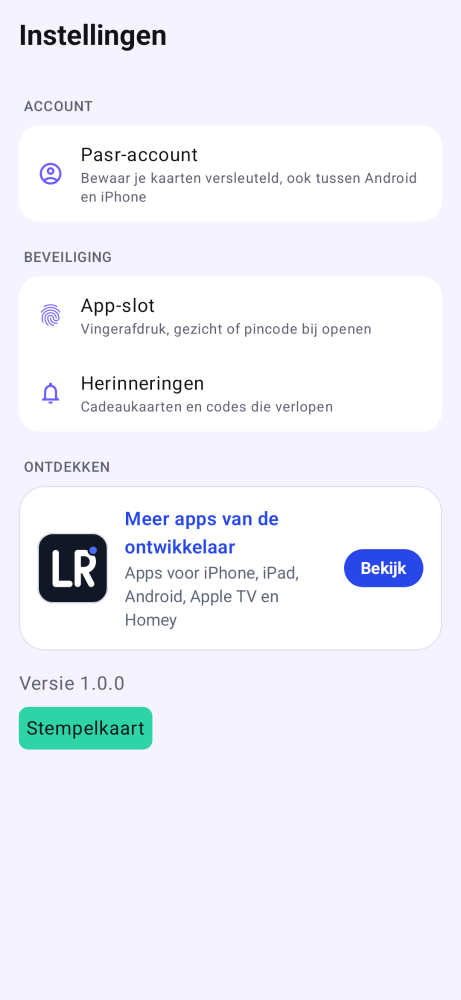 Instellingen
ACCOUNT
Pasr-account
Bewaar je kaarten versleuteld, ook tussen Android
en iPhone
BEVEILIGING
App-slot
Vingerafdruk, gezicht of pincode bij openen
Herinneringen
Cadeaukaarten en codes die verlopen
ONTDEKKEN
LR
Meer apps van de
ontwikkelaar
Apps voor iPhone, iPad,
Android, Apple TV en
Homey
Bekijk
Versie 1.0.0
Stempelkaart